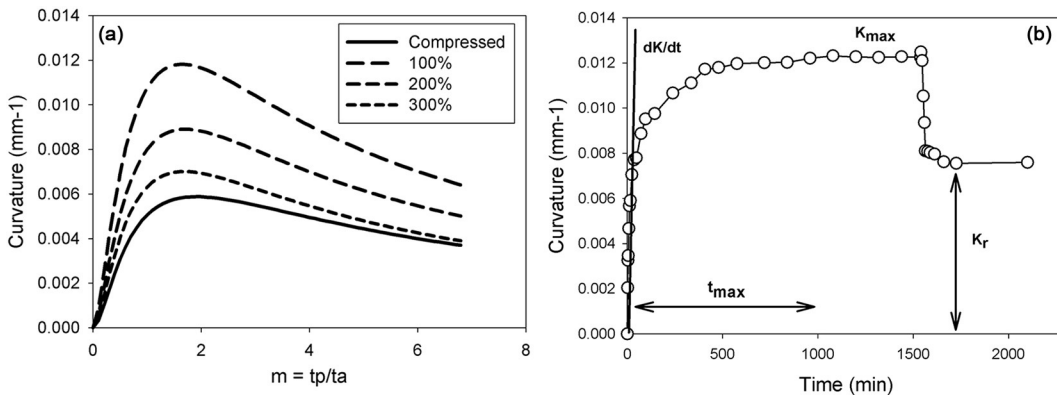 (a)
Compressed
100%
200%
300%
0.014
0.012
0.010
0.008
0.006
0.004
0.002
0.000
Curvature (mm-1)
0 2 4 6 8
m = tp/ta
(b)
dK/dt
Kmax
Kr
tmax
0.014
0.012
0.010
0.008
0.006
0.004
0.002
0.000
Curvature (mm-1)
0 500 1000 1500 2000
Time (min)